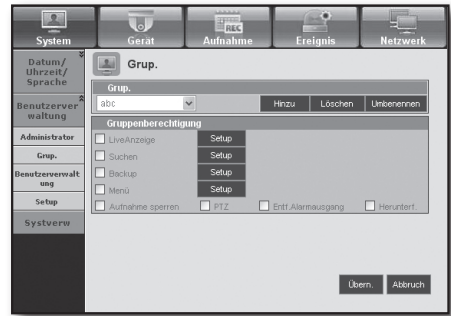 System Gerät Aufnahme Ereignis Netzwerk
REC
Datum/
Uhrzeit/
Sprache
Benutzerver
waltung
Administrator
Grup.
Benutzerverwalt
ung
Setup
Systverw
Grup.
Grup.
abc Hinzu Löschen Umbenennen
Gruppenberechtigung
LiveAnzeige Setup
Suchen Setup
Backup Setup
Menü Setup
Aufnahme sperren PTZ Entf.Alarmausgang Herunterf.
Übern. Abbruch